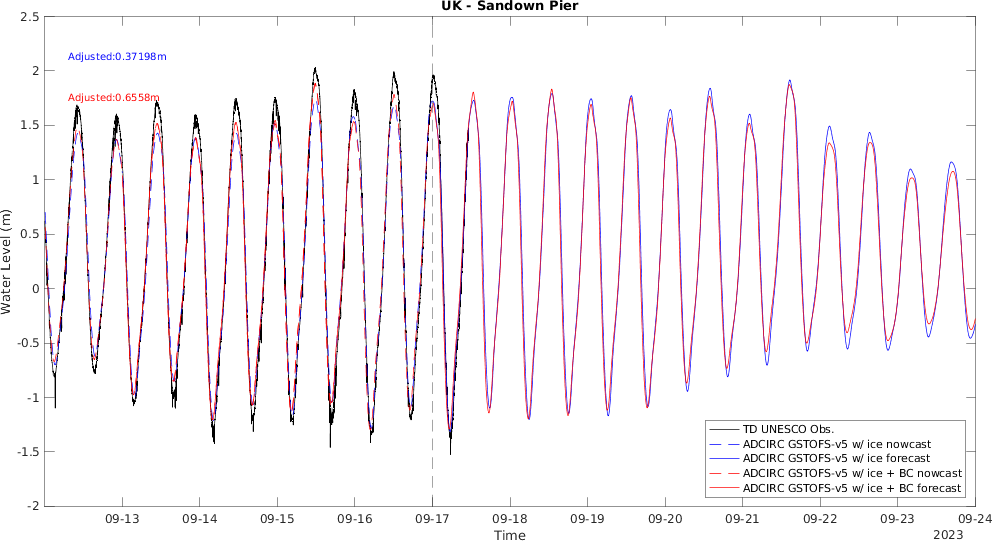 UK - Sandown Pier
Adjusted:0.37198m
Adjusted:0.6558m
Water Level (m)
2.5
2
1.5
1
0.5
0
-0.5
-1
-1.5
-2
TD UNESCO Obs.
ADCIRC GSTOFS-v5 w/ ice nowcast
ADCIRC GSTOFS-v5 w/ ice forecast
ADCIRC GSTOFS-v5 w/ ice + BC nowcast
ADCIRC GSTOFS-v5 w/ ice + BC forecast
09-13 09-14 09-15 09-16 09-17 09-18 09-19 09-20 09-21 09-22 09-23 09-24
Time
2023